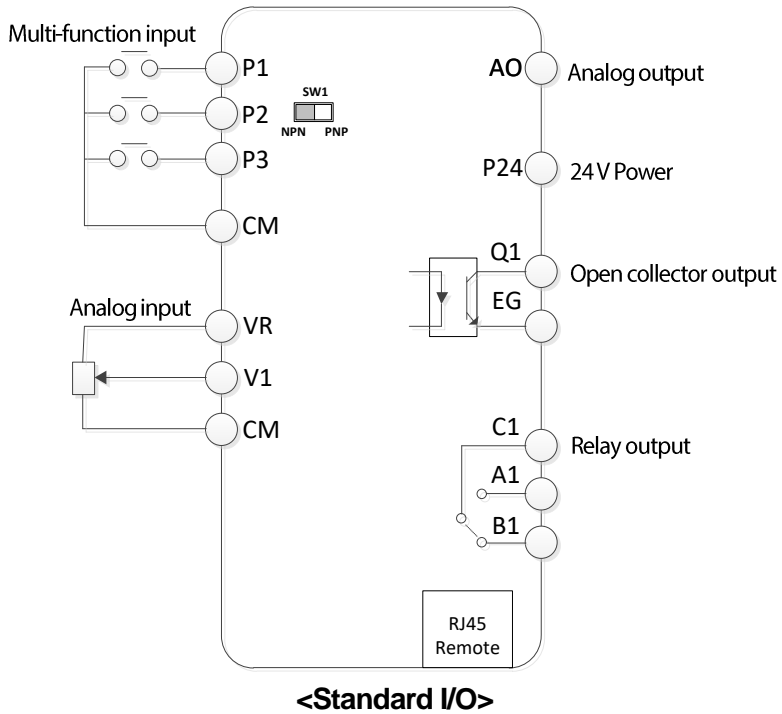 Multi-function input
P1
SW1
P2
NPN PNP
P3
CM
Analog input
VR
V1
CM
AO
Analog output
P24
24 V Power
Q1
Open collector output
EG
C1
Relay output
A1
B1
RJ45
Remote
<Standard I/O>